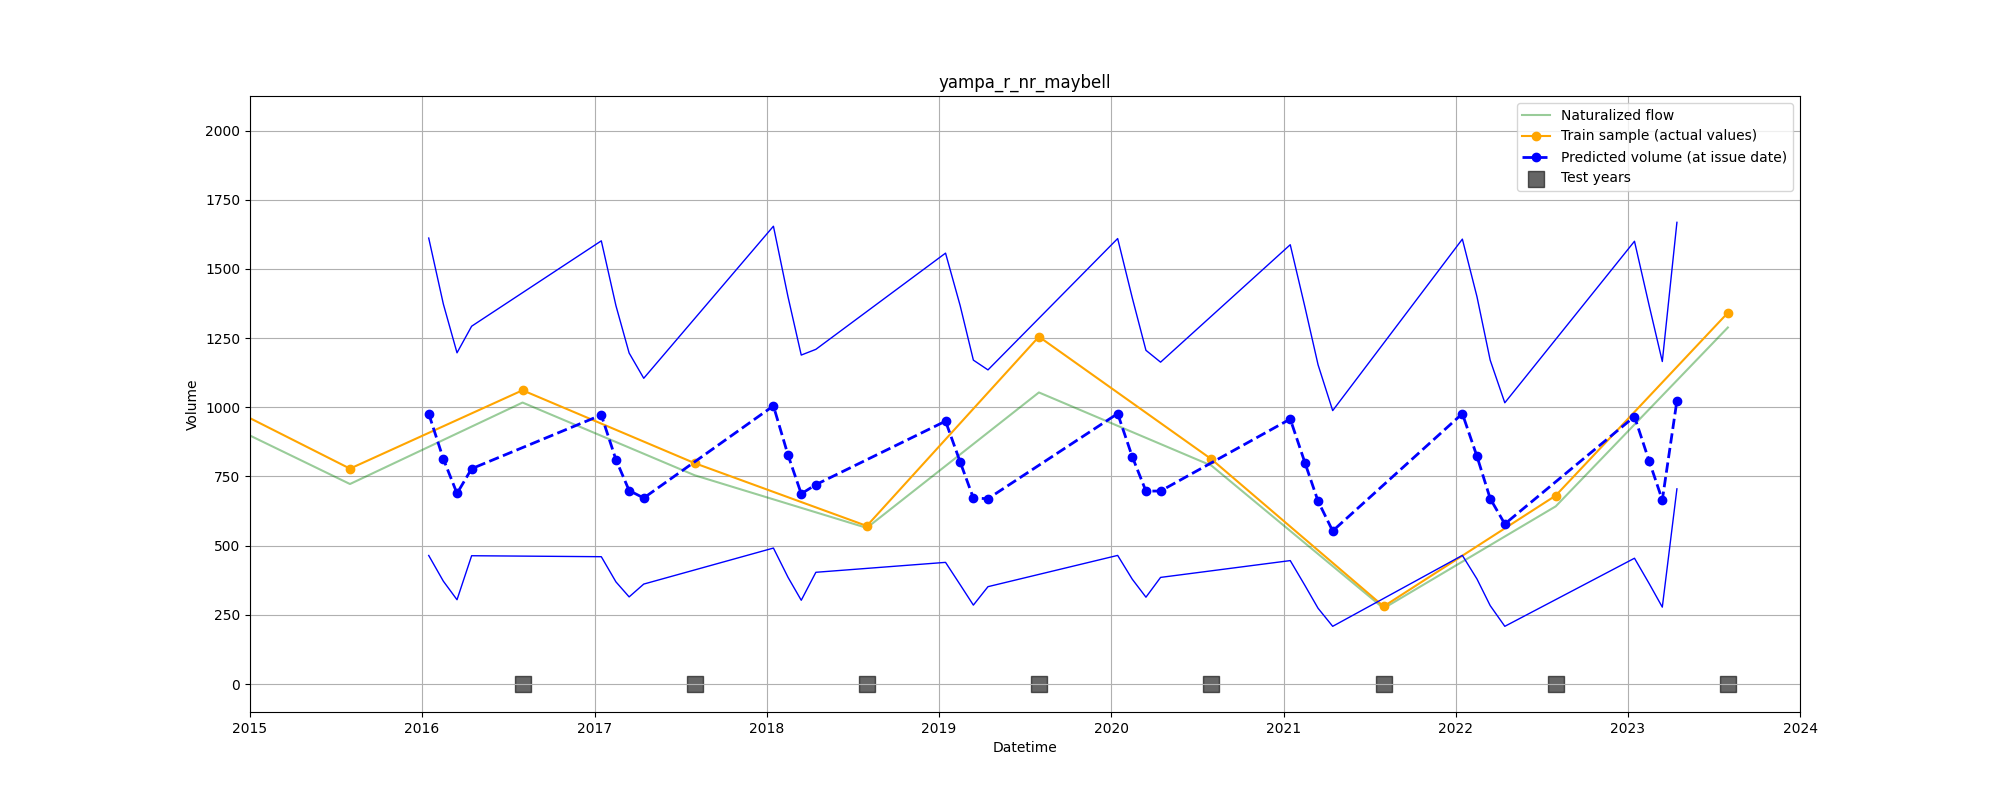 yampa_r_nr_maybell
Naturalized flow
Train sample (actual values)
Predicted volume (at issue date)
Test years
2000
1750
1500
1250
1000
750
500
250
0
Volume
2015 2016 2017 2018 2019 2020 2021 2022 2023 2024
Datetime